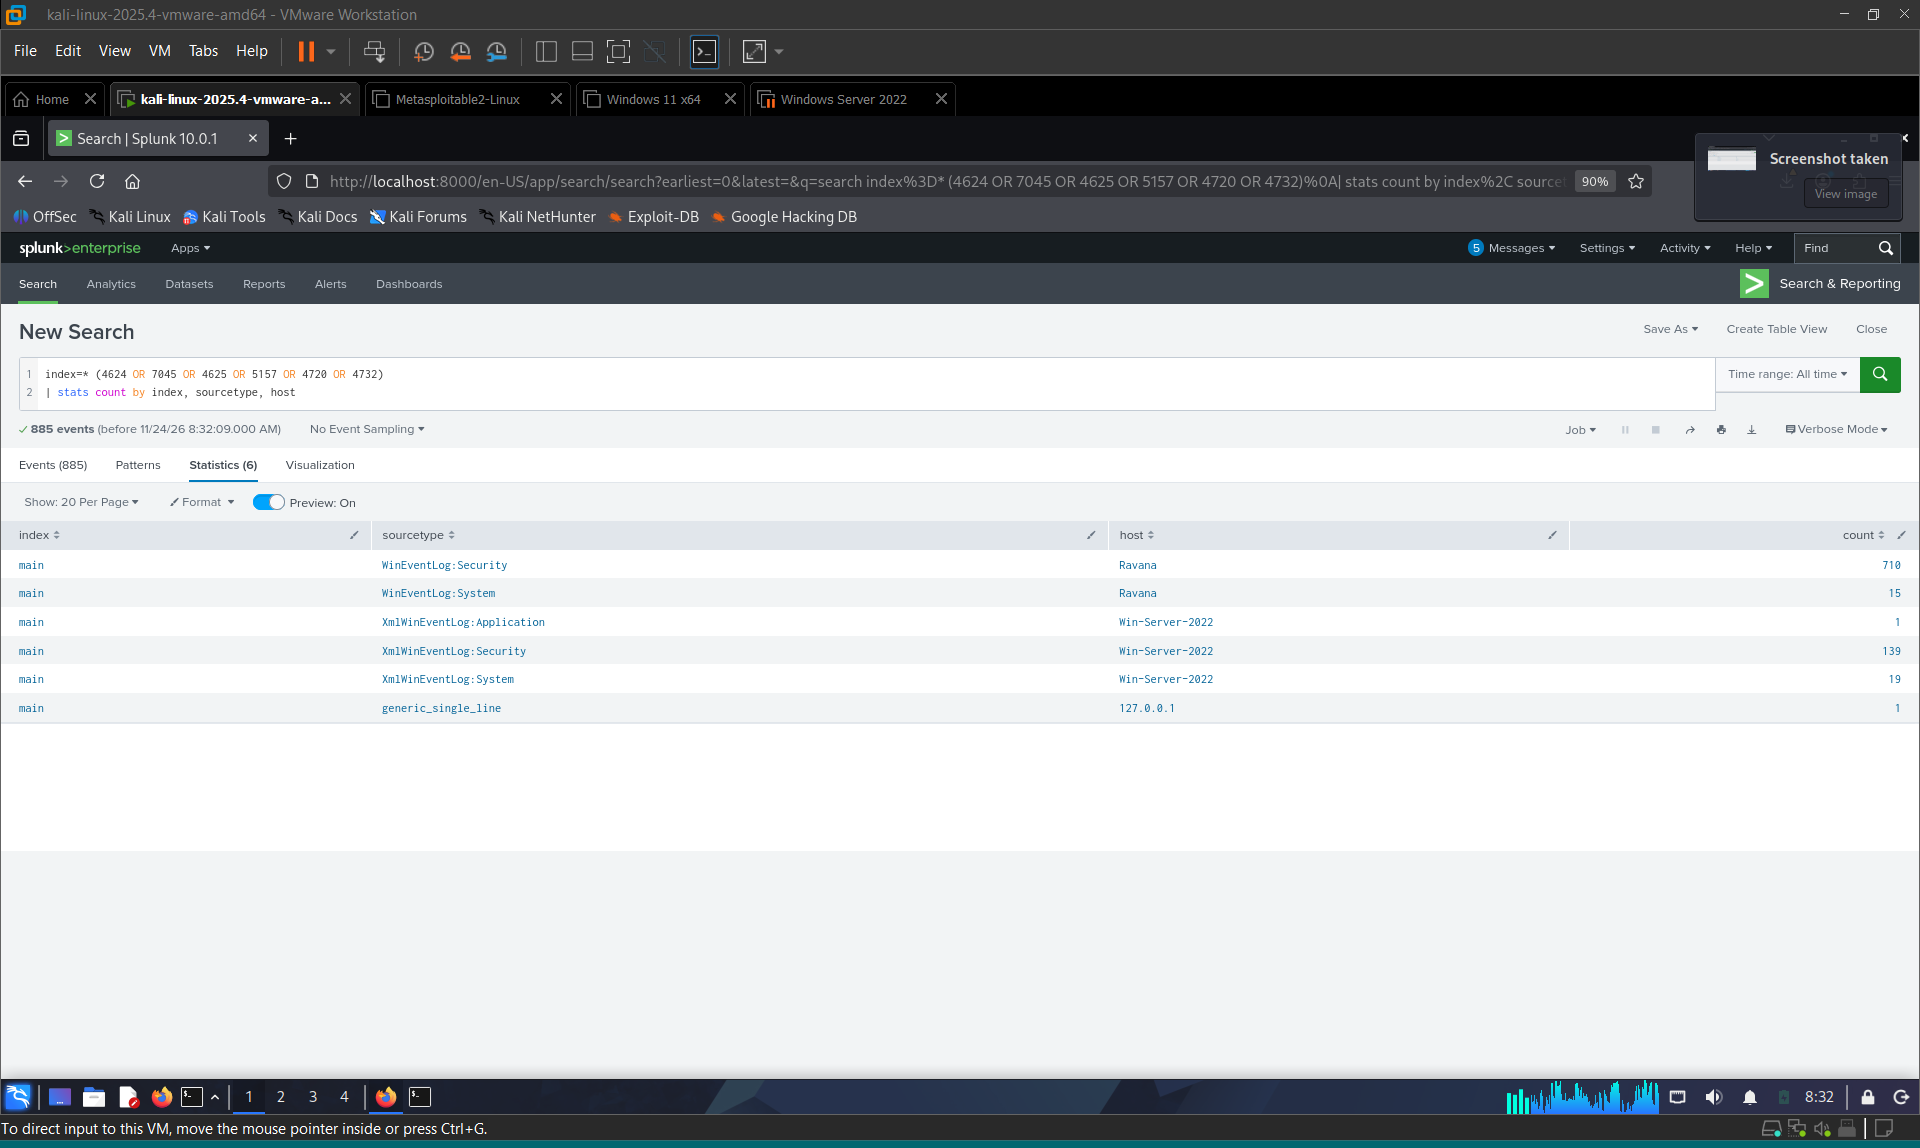 kali-linux-2025.4-vmware-amd64 - VMware Workstation
File Edit View VM Tabs Help
Home kali-linux-2025.4-vmware-a... Metasploitable2-Linux Windows 11 x64 Windows Server 2022
Search | Splunk 10.0.1
http://localhost:8000/en-US/app/search/search?earliest=0&latest=&q=search index%3D* (4624 OR 7045 OR 4625 OR 5157 OR 4720 OR 4732)%0A| stats count by index%2C source 90%
Screenshot taken
View image
OffSec Kali Linux Kali Tools Kali Docs Kali Forums Kali NetHunter Exploit-DB Google Hacking DB
splunk>enterprise Apps 5 Messages Settings Activity Help Find
Search Analytics Datasets Reports Alerts Dashboards Search & Reporting
New Search Save As Create Table View Close
1 index=* (4624 OR 7045 OR 4625 OR 5157 OR 4720 OR 4732)
2 | stats count by index, sourcetype, host
Time range: All time
885 events (before 11/24/26 8:32:09.000 AM) No Event Sampling Job Verbose Mode
Events (885) Patterns Statistics (6) Visualization
Show: 20 Per Page Format Preview: On
index sourcetype host count
main WinEventLog:Security Ravana 710
main WinEventLog:System Ravana 15
main XmlWinEventLog:Application Win-Server-2022 1
main XmlWinEventLog:Security Win-Server-2022 139
main XmlWinEventLog:System Win-Server-2022 19
main generic_single_line 127.0.0.1 1
1 2 3 4 8:32
To direct input to this VM, move the mouse pointer inside or press Ctrl+G.